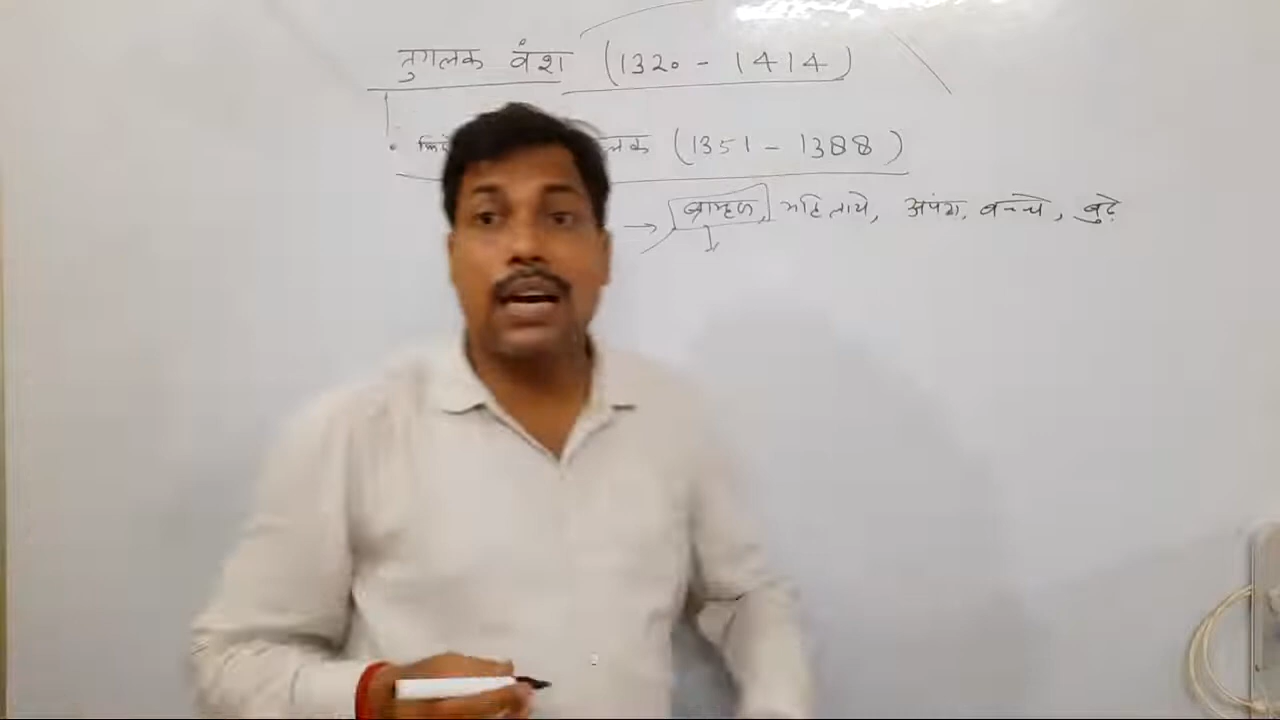 तुगलक वंश (1320 - 1414)
लक (1351 - 1388)
→ ब्राम्हण, महिलाये, अपंग, बच्चे, बुढ़े